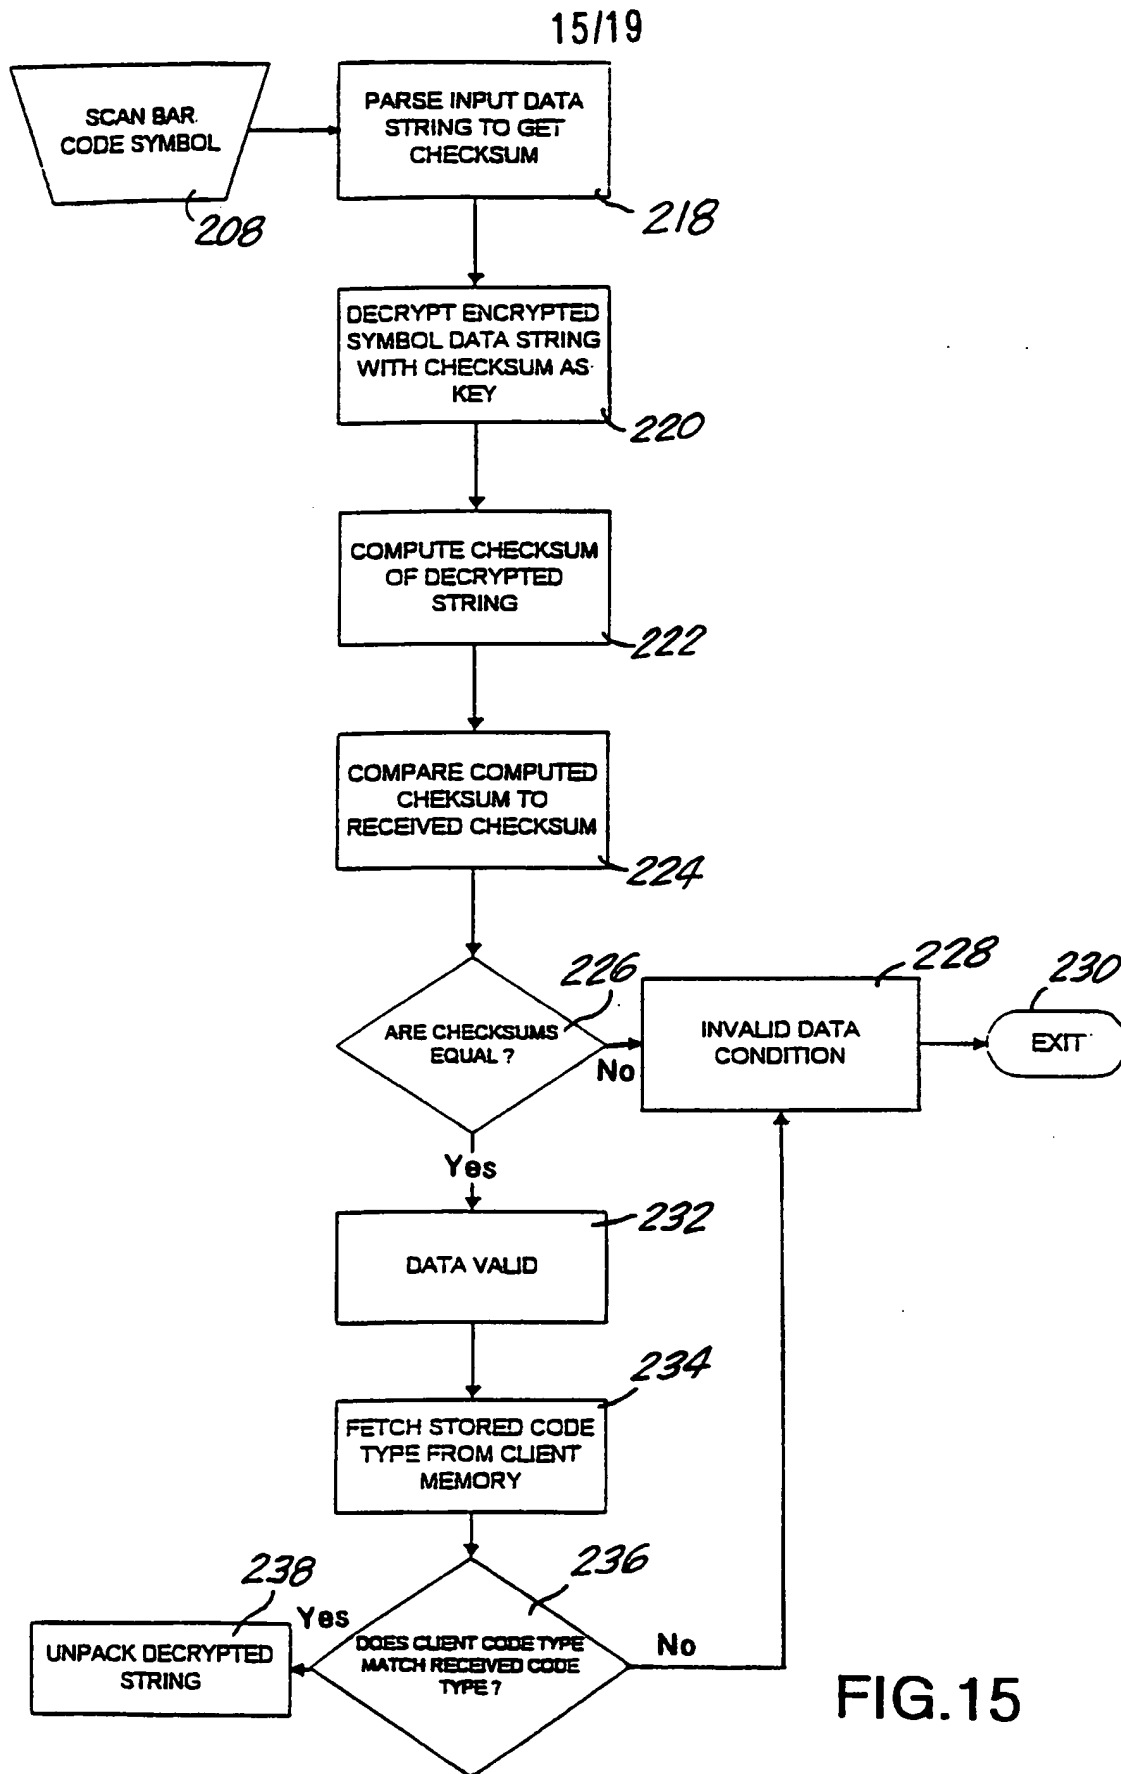 15/19
SCAN BAR
CODE SYMBOL
208
PARSE INPUT DATA
STRING TO GET
CHECKSUM
218
DECRYPT ENCRYPTED
SYMBOL DATA STRING
WITH CHECKSUM AS
KEY
220
COMPUTE CHECKSUM
OF DECRYPTED
STRING
222
COMPARE COMPUTED
CHEKSUM TO
RECEIVED CHECKSUM
224
ARE CHECKSUMS
EQUAL ?
226
No
INVALID DATA
CONDITION
228
EXIT
230
Yes
DATA VALID
232
FETCH STORED CODE
TYPE FROM CLIENT
MEMORY
234
DOES CLIENT CODE TYPE
MATCH RECEIVED CODE
TYPE ?
236
No
Yes
UNPACK DECRYPTED
STRING
238
FIG.15